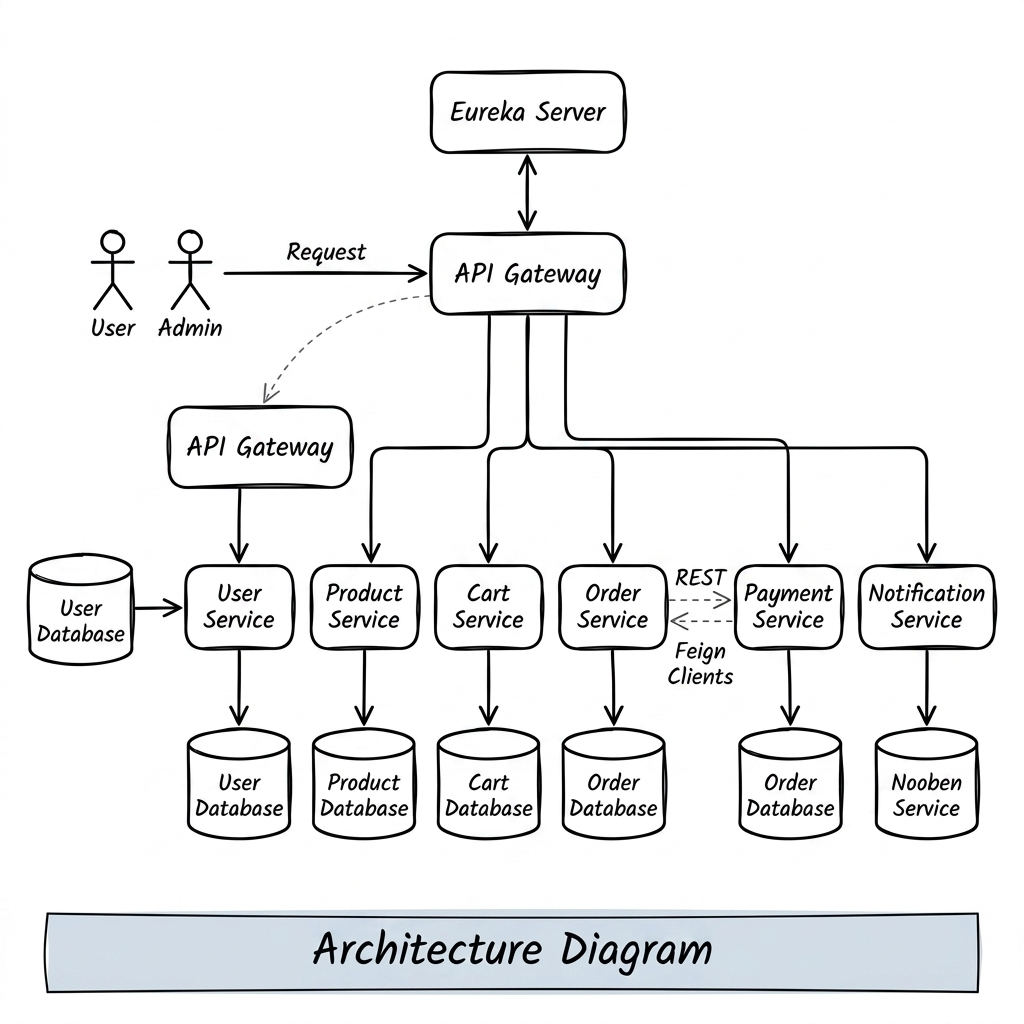 Eureka Server
Request
API Gateway
User
Admin
API Gateway
User
Database
User
Service
Product
Service
Cart
Service
Order
Service
REST
Feign
Clients
Payment
Service
Notification
Service
User
Database
Product
Database
Cart
Database
Order
Database
Order
Database
Nooben
Service
Architecture Diagram